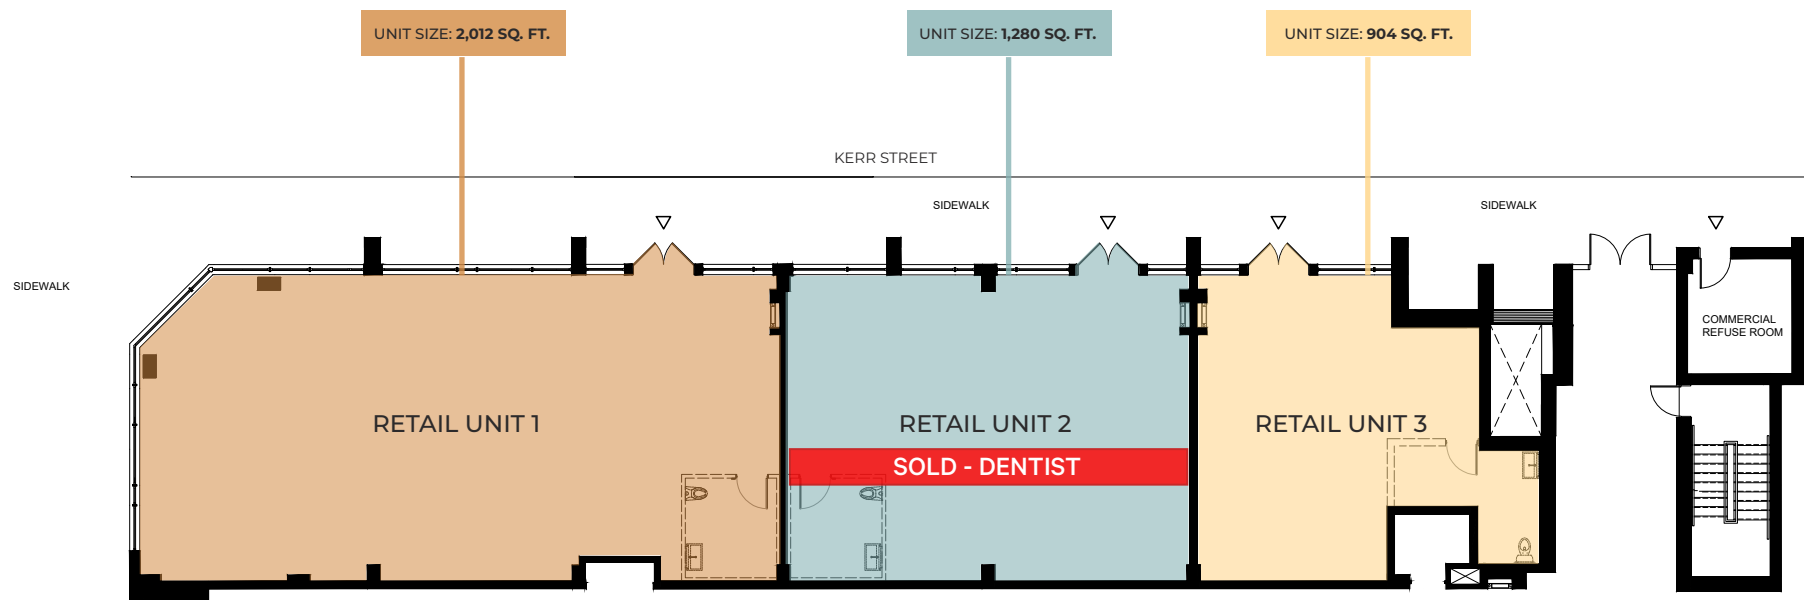 UNIT SIZE: 2,012 SQ. FT.
UNIT SIZE: 1,280 SQ. FT.
UNIT SIZE: 904 SQ. FT.
KERR STREET
SIDEWALK
SIDEWALK
SIDEWALK
COMMERCIAL
REFUSE ROOM
RETAIL UNIT 1
RETAIL UNIT 2
RETAIL UNIT 3
SOLD - DENTIST